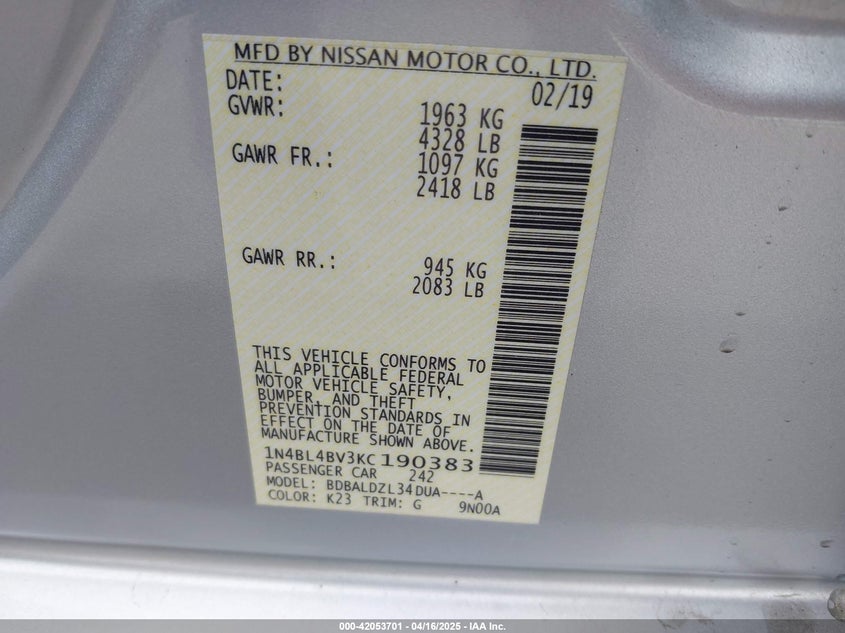 MFD BY NISSAN MOTOR CO., LTD.
DATE: 02/19
GVWR: 1963 KG
4328 LB
GAWR FR.: 1097 KG
2418 LB
GAWR RR.: 945 KG
2083 LB
THIS VEHICLE CONFORMS TO
ALL APPLICABLE FEDERAL
MOTOR VEHICLE SAFETY,
BUMPER, AND THEFT
PREVENTION STANDARDS IN
EFFECT ON THE DATE OF
MANUFACTURE SHOWN ABOVE.
1N4BL4BV3KC190383
PASSENGER CAR 242
MODEL: BDBALDZL34DUA----A
COLOR: K23 TRIM: G 9N00A
000-42053701 - 04/16/2025 - IAA Inc.